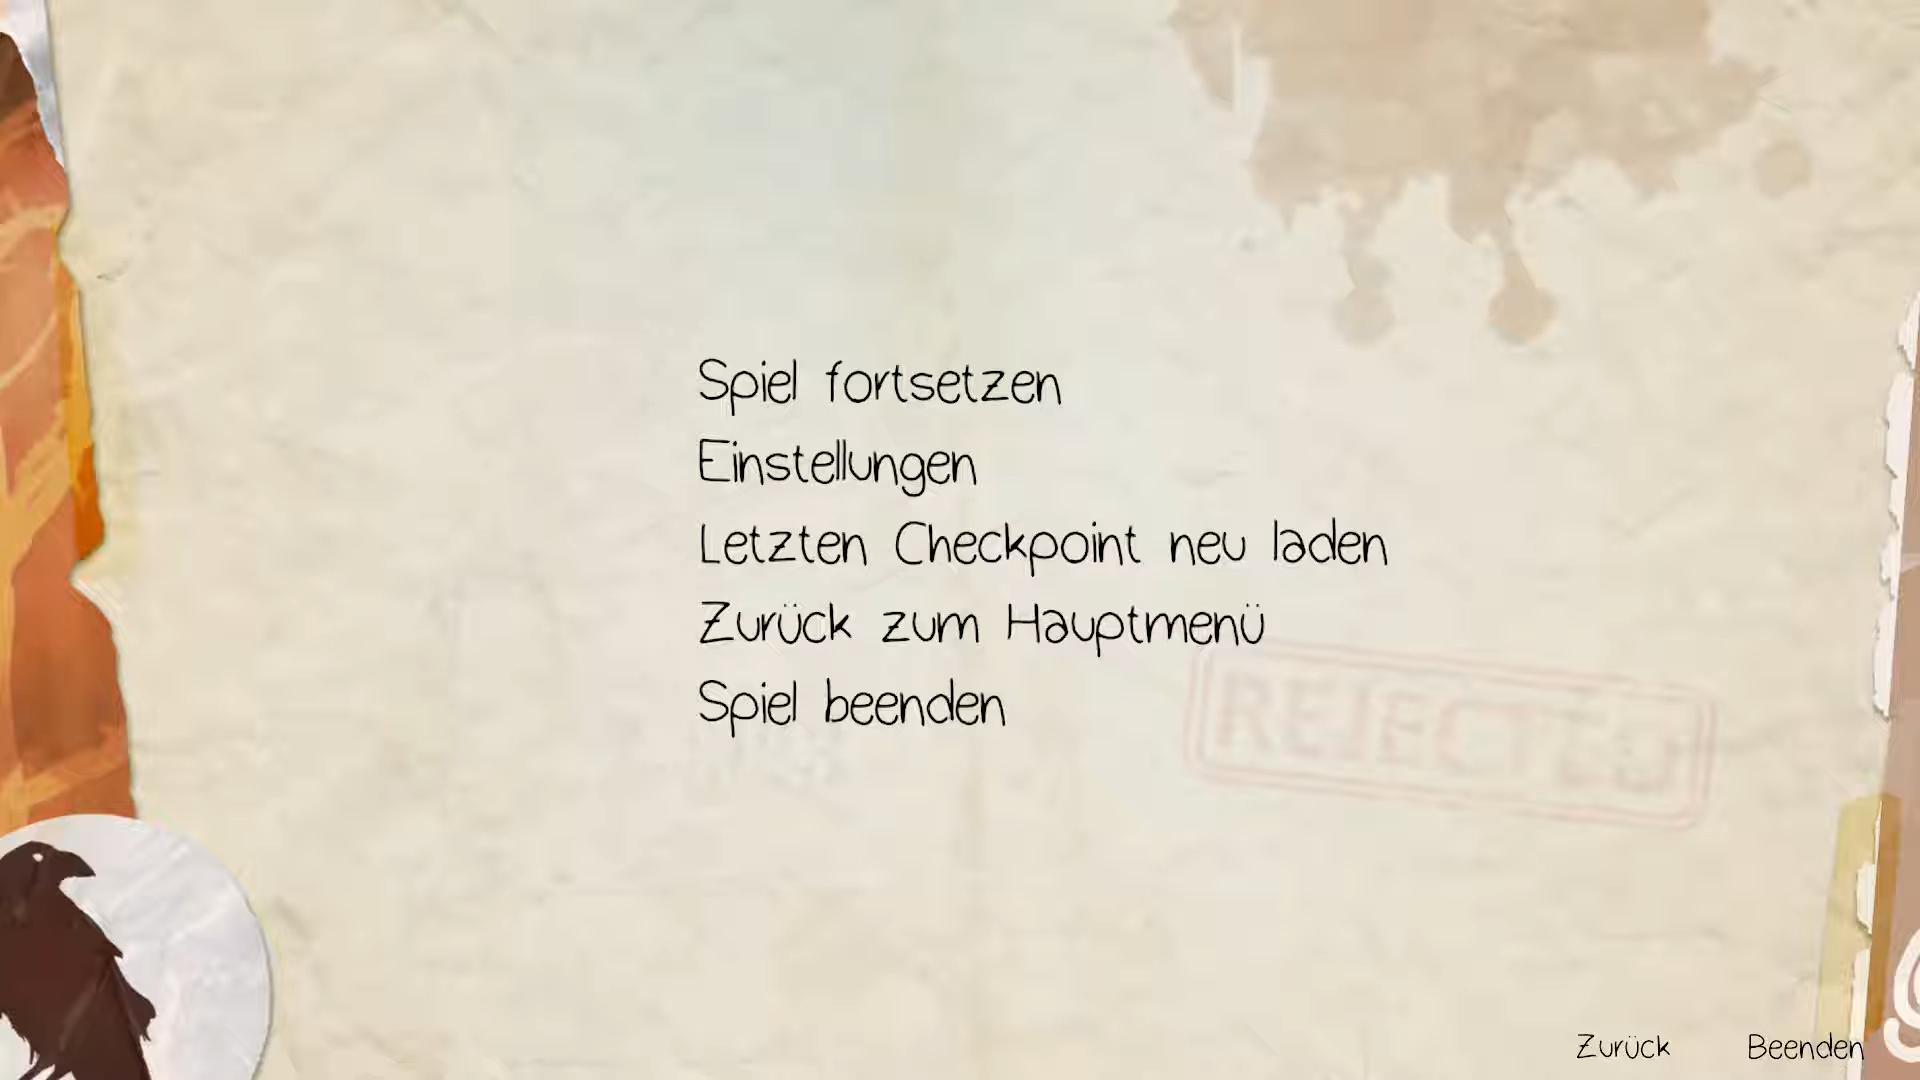 Spiel fortsetzen
Einstellungen
Letzten Checkpoint neu laden
Zurück zum Hauptmenü
Spiel beenden
REJECTED
Zurück Beenden